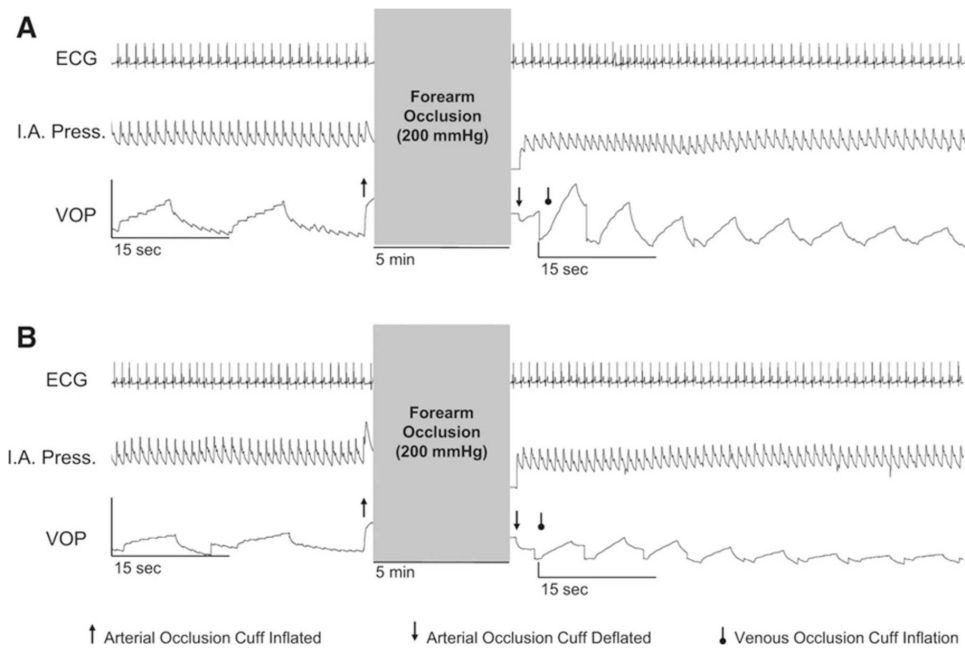 A
ECG
Forearm
Occlusion
(200 mmHg)
I.A. Press.
VOP
15 sec
5 min
15 sec
B
ECG
Forearm
Occlusion
(200 mmHg)
I.A. Press.
VOP
15 sec
5 min
15 sec
Arterial Occlusion Cuff Inflated
Arterial Occlusion Cuff Deflated
Venous Occlusion Cuff Inflation